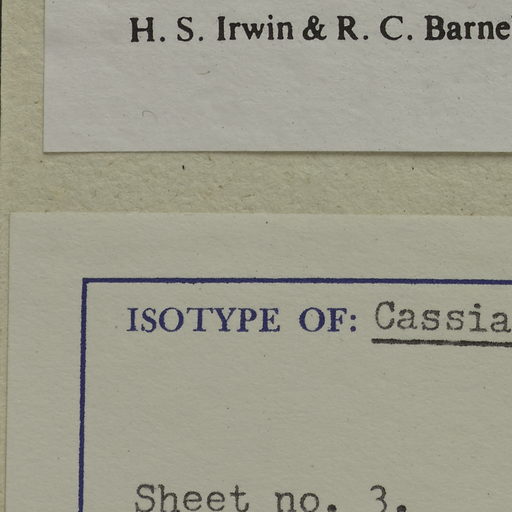 H. S. Irwin & R. C. Barne
ISOTYPE OF: Cassia
Sheet no. 3.